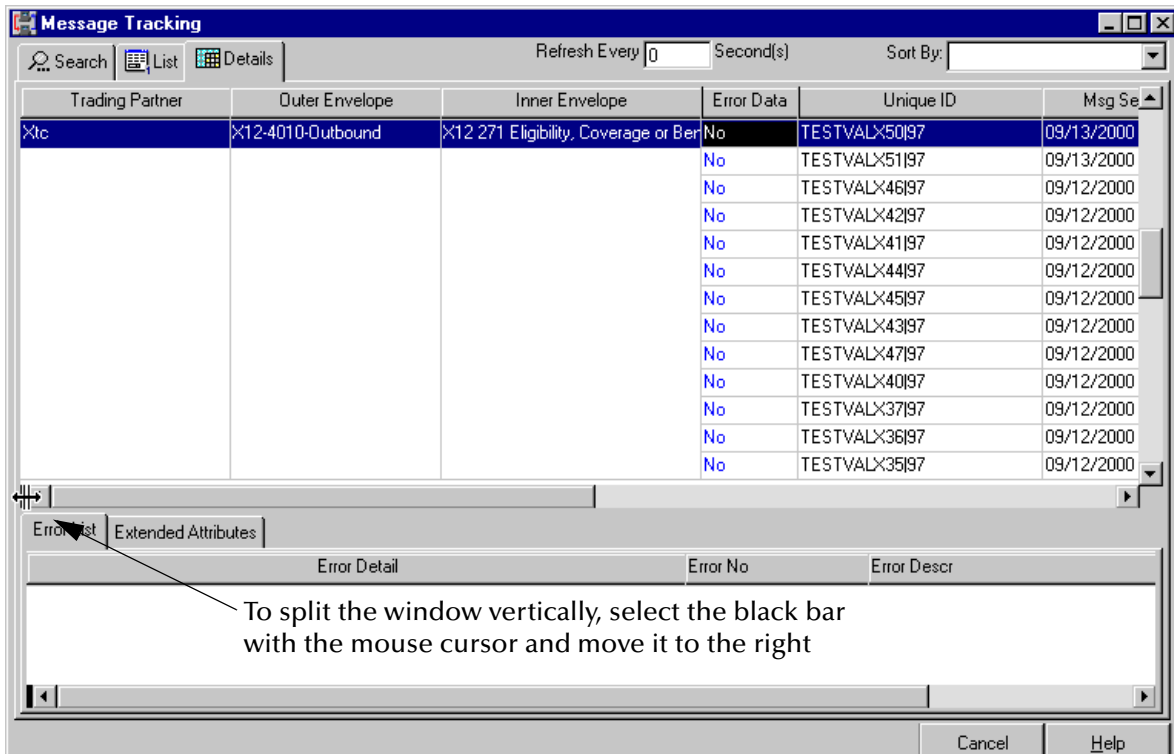 Message Tracking
Search List Details Refresh Every 0 Second(s) Sort By:
Trading Partner Outer Envelope Inner Envelope Error Data Unique ID Msg Se
Xtc X12-4010-Outbound X12 271 Eligibility, Coverage or Ber No TESTVALX50|97 09/13/2000
No TESTVALX51|97 09/13/2000
No TESTVALX46|97 09/12/2000
No TESTVALX42|97 09/12/2000
No TESTVALX41|97 09/12/2000
No TESTVALX44|97 09/12/2000
No TESTVALX45|97 09/12/2000
No TESTVALX43|97 09/12/2000
No TESTVALX47|97 09/12/2000
No TESTVALX40|97 09/12/2000
No TESTVALX37|97 09/12/2000
No TESTVALX36|97 09/12/2000
No TESTVALX35|97 09/12/2000
Error List Extended Attributes
Error Detail Error No Error Descr
To split the window vertically, select the black bar
with the mouse cursor and move it to the right
Cancel Help